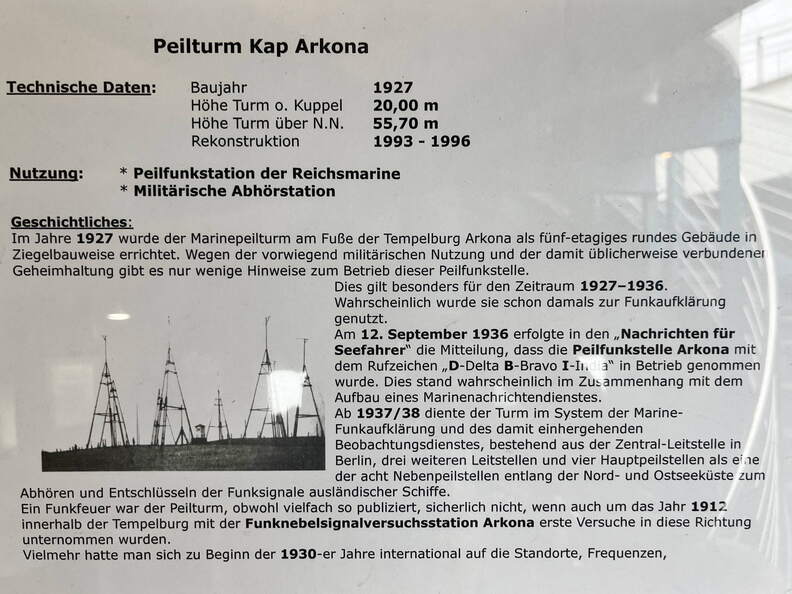 Peilturm Kap Arkona
Technische Daten: Baujahr 1927
Höhe Turm o. Kuppel 20,00 m
Höhe Turm über N.N. 55,70 m
Rekonstruktion 1993 - 1996
Nutzung: * Peilfunkstation der Reichsmarine
* Militärische Abhörstation
Geschichtliches:
Im Jahre 1927 wurde der Marinepeilturm am Fuße der Tempelburg Arkona als fünf-etagiges rundes Gebäude in
Ziegelbauweise errichtet. Wegen der vorwiegend militärischen Nutzung und der damit üblicherweise verbundenen
Geheimhaltung gibt es nur wenige Hinweise zum Betrieb dieser Peilfunkstelle.
Dies gilt besonders für den Zeitraum 1927–1936.
Wahrscheinlich wurde sie schon damals zur Funkaufklärung
genutzt.
Am 12. September 1936 erfolgte in den „Nachrichten für
Seefahrer" die Mitteilung, dass die Peilfunkstelle Arkona mit
dem Rufzeichen „D-Delta B-Bravo I-India" in Betrieb genommen
wurde. Dies stand wahrscheinlich im Zusammenhang mit dem
Aufbau eines Marinenachrichtendienstes.
Ab 1937/38 diente der Turm im System der Marine-
Funkaufklärung und des damit einhergehenden
Beobachtungsdienstes, bestehend aus der Zentral-Leitstelle in
Berlin, drei weiteren Leitstellen und vier Hauptpeilstellen als eine
der acht Nebenpeilstellen entlang der Nord- und Ostseeküste zum
Abhören und Entschlüsseln der Funksignale ausländischer Schiffe.
Ein Funkfeuer war der Peilturm, obwohl vielfach so publiziert, sicherlich nicht, wenn auch um das Jahr 1912
innerhalb der Tempelburg mit der Funknebelsignalversuchsstation Arkona erste Versuche in diese Richtung
unternommen wurden.
Vielmehr hatte man sich zu Beginn der 1930-er Jahre international auf die Standorte, Frequenzen,